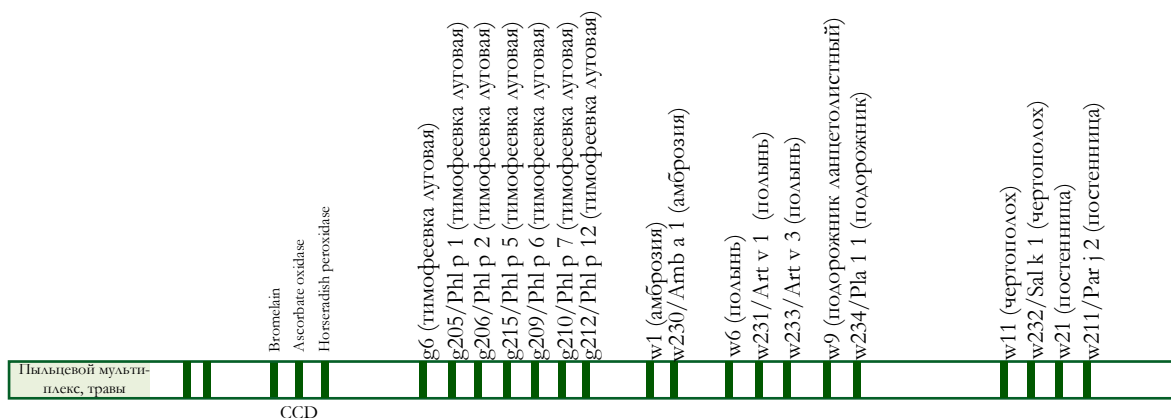 Bromelain
Ascorbate oxidase
Horseradish peroxidase
g6 (тимофеевка луговая)
g205/Phl p 1 (тимофеевка луговая)
g206/Phl p 2 (тимофеевка луговая)
g215/Phl p 5 (тимофеевка луговая)
g209/Phl p 6 (тимофеевка луговая)
g210/Phl p 7 (тимофеевка луговая)
g212/Phl p 12 (тимофеевка луговая)
w1 (амброзия)
w230/Amb a 1 (амброзия)
w6 (полынь)
w231/Art v 1 (полынь)
w233/Art v 3 (полынь)
w9 (подорожник ланцетолистный)
w234/Pla 1 1 (подорожник)
w11 (чертополох)
w232/Sal k 1 (чертополох)
w21 (постенница)
w211/Par j 2 (постенница)
Пыльцевой мульти-
плекс, травы
CCD